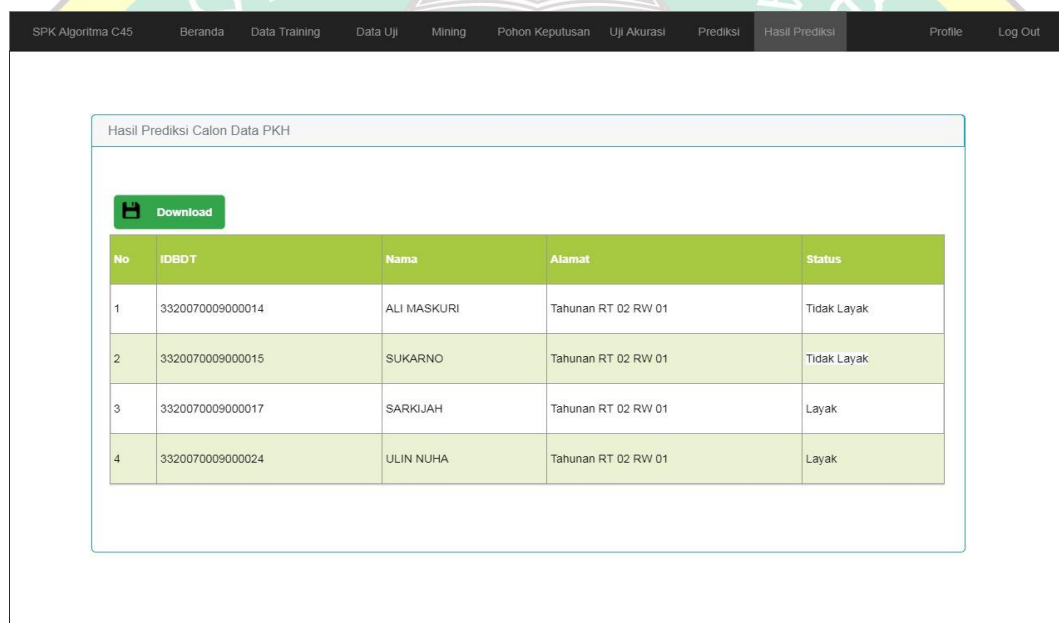 SPK Algoritma C45 Beranda Data Training Data Uji Mining Pohon Keputusan Uji Akurasi Prediksi Hasil Prediksi Profile Log Out
Hasil Prediksi Calon Data PKH
Download
No IDBDT Nama Alamat Status
1 3320070009000014 ALI MASKURI Tahunan RT 02 RW 01 Tidak Layak
2 3320070009000015 SUKARNO Tahunan RT 02 RW 01 Tidak Layak
3 3320070009000017 SARKIJAH Tahunan RT 02 RW 01 Layak
4 3320070009000024 ULIN NUHA Tahunan RT 02 RW 01 Layak